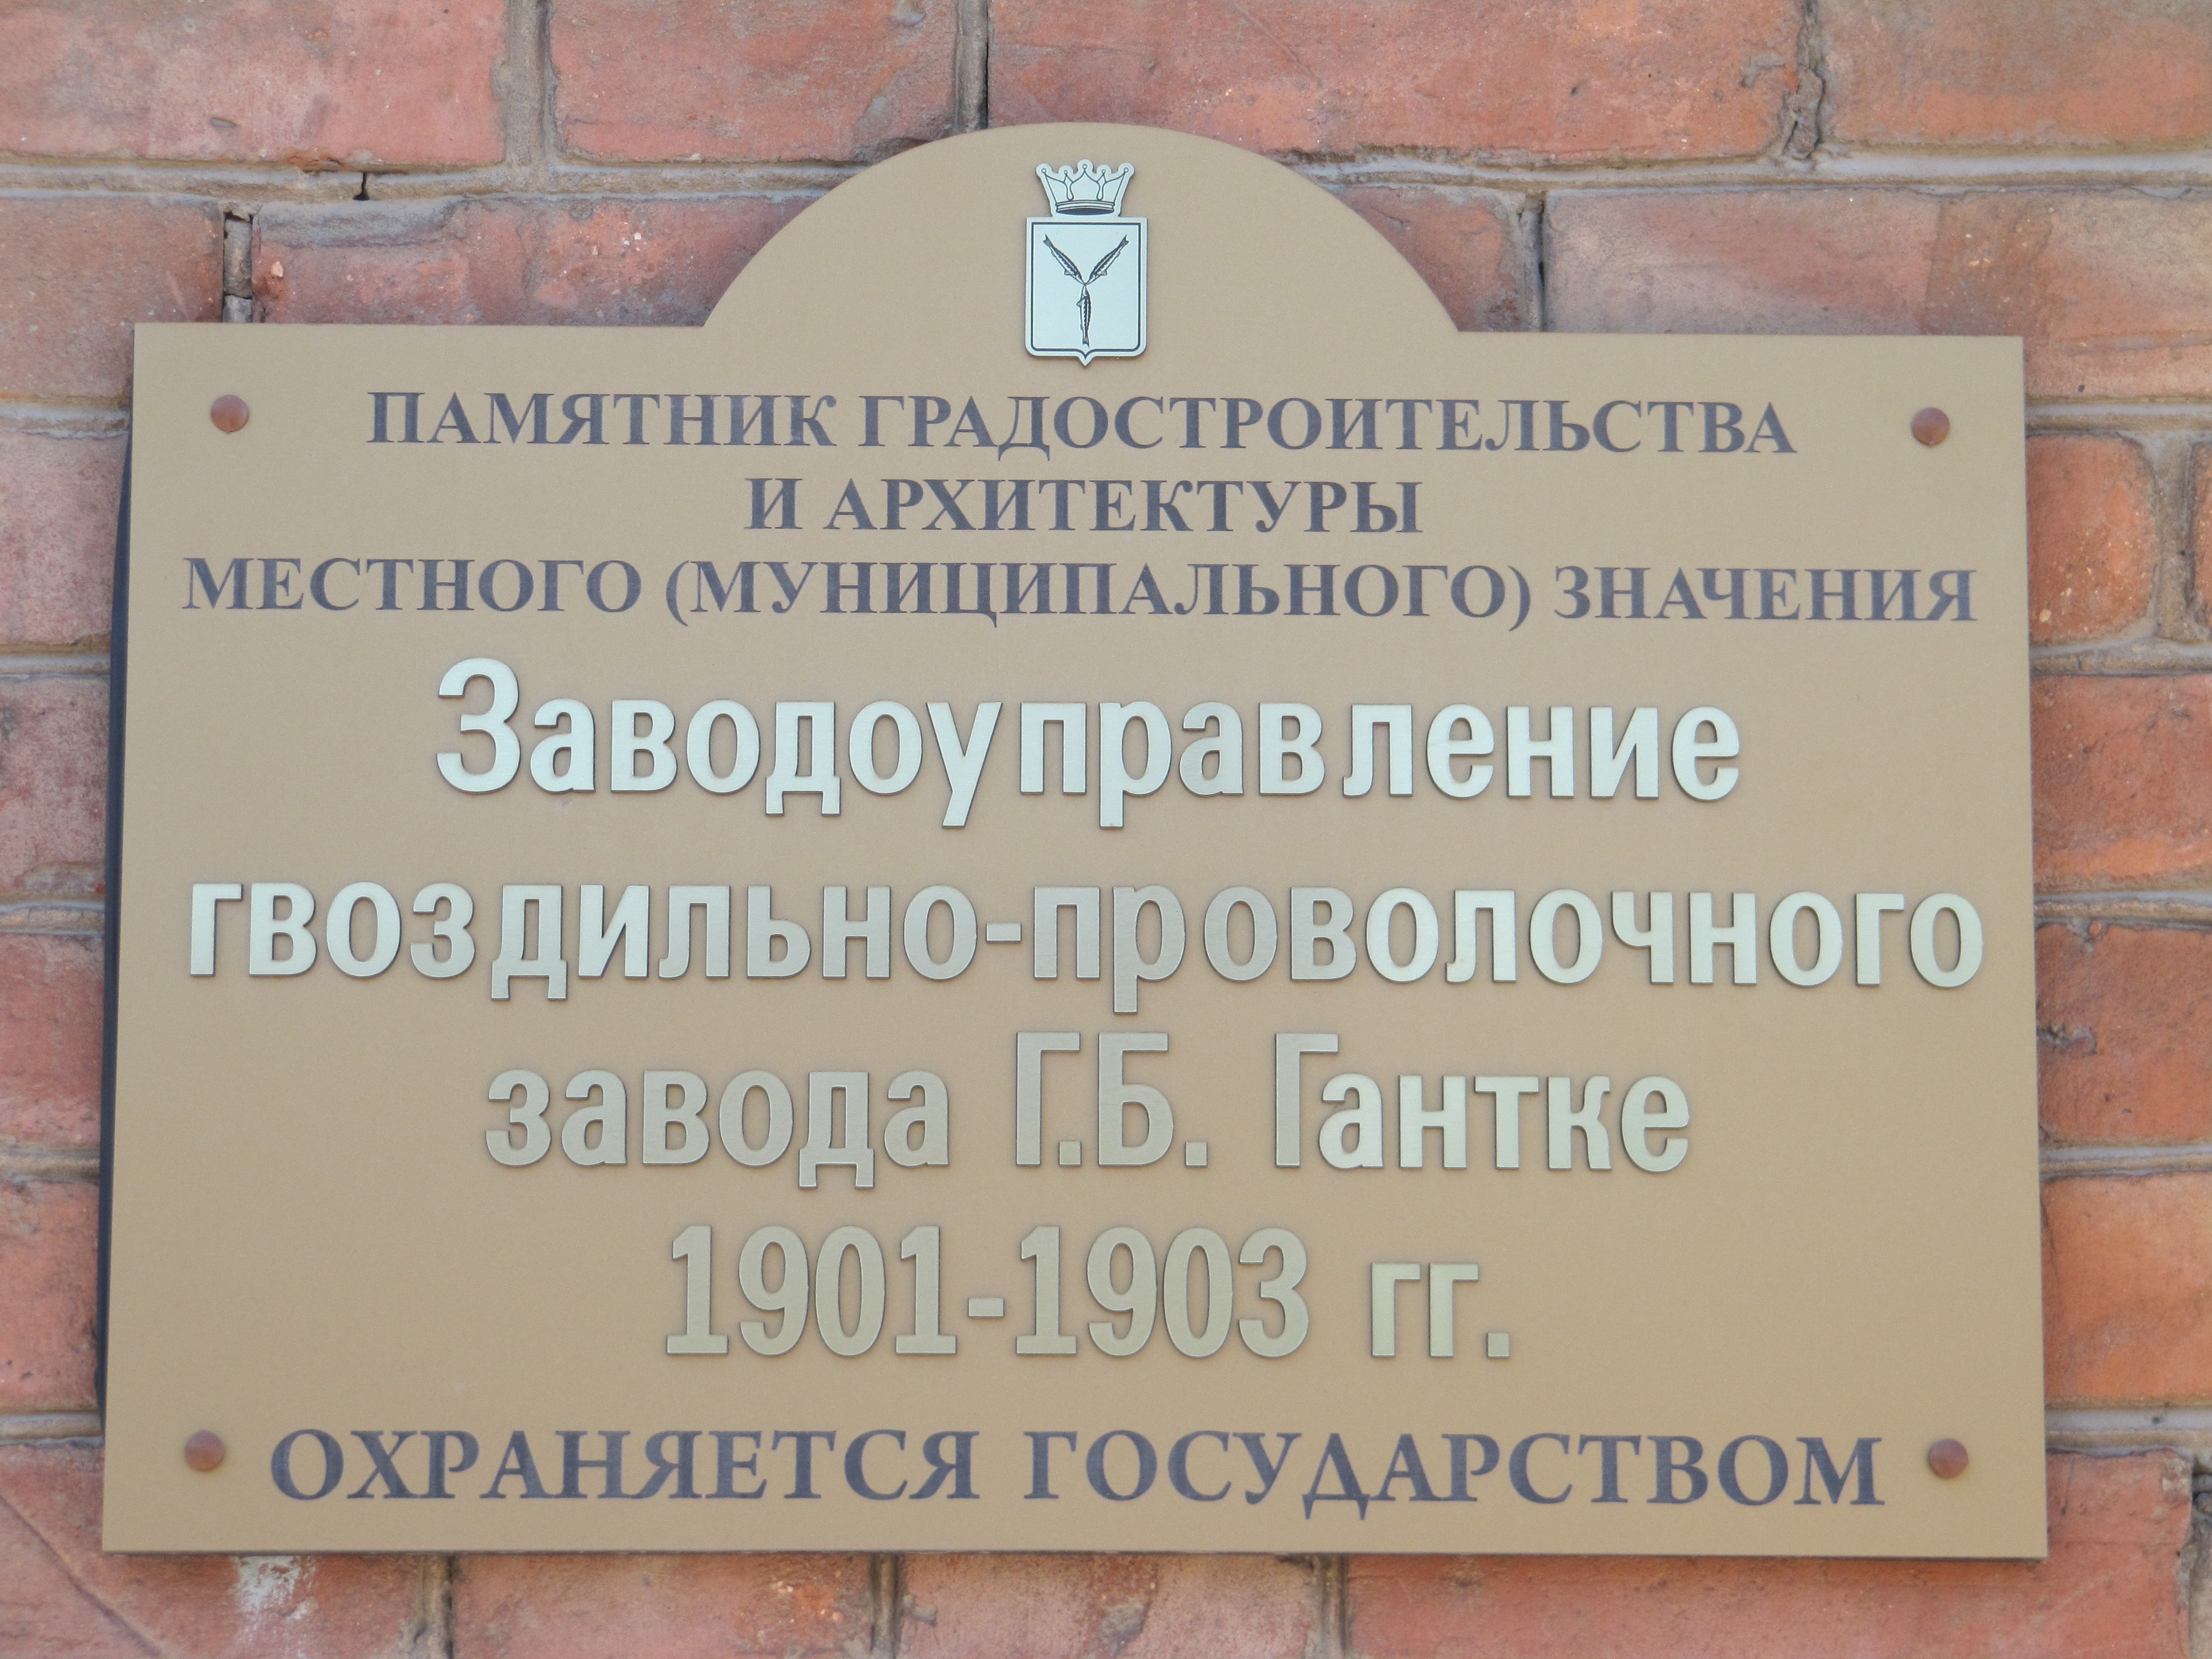 ПАМЯТНИК ГРАДОСТРОИТЕЛЬСТВА
И АРХИТЕКТУРЫ
МЕСТНОГО (МУНИЦИПАЛЬНОГО) ЗНАЧЕНИЯ
Заводоуправление
гвоздильно-проволочного
завода Г.Б. Гантке
1901-1903 гг.
ОХРАНЯЕТСЯ ГОСУДАРСТВОМ